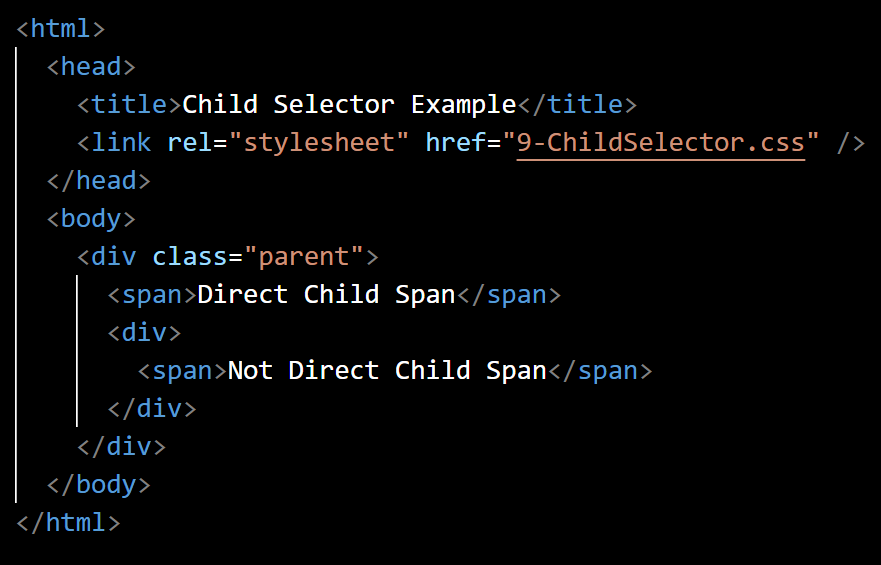 <html>
<head>
<title>Child Selector Example</title>
<link rel="stylesheet" href="9-ChildSelector.css" />
</head>
<body>
<div class="parent">
<span>Direct Child Span</span>
<div>
<span>Not Direct Child Span</span>
</div>
</div>
</body>
</html>